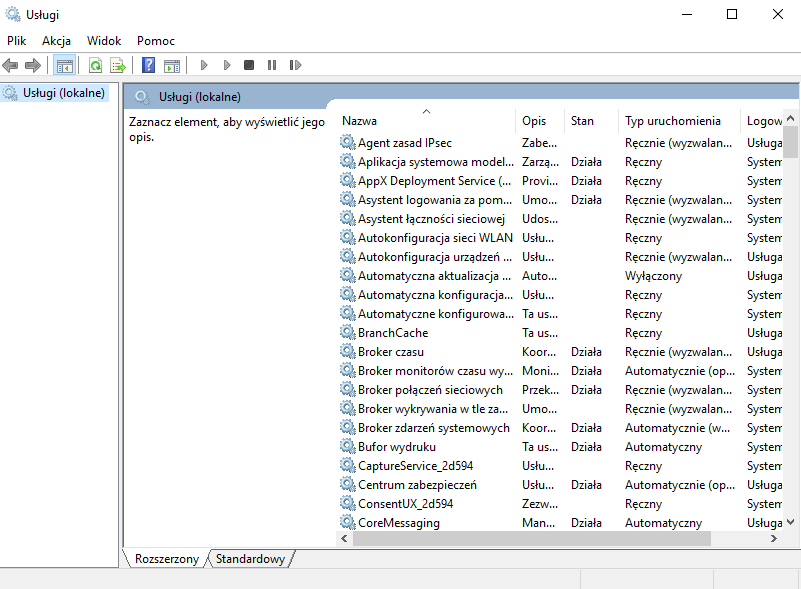 Usługi
Plik Akcja Widok Pomoc
Usługi (lokalne)
Usługi (lokalne)
Zaznacz element, aby wyświetlić jego
opis.
Nazwa Opis Stan Typ uruchomienia Logow
Agent zasad IPsec Zabe... Ręcznie (wyzwalan... Usługa
Aplikacja systemowa model... Zarzą... Działa Ręczny System
AppX Deployment Service (... Provi... Działa Ręczny System
Asystent logowania za pom... Umo... Działa Ręcznie (wyzwalan... System
Asystent łączności sieciowej Udos... Ręcznie (wyzwalan... System
Autokonfiguracja sieci WLAN Usłu... Ręczny System
Autokonfiguracja urządzeń ... Usłu... Ręcznie (wyzwalan... Usługa
Automatyczna aktualizacja ... Auto... Wyłączony Usługa
Automatyczna konfiguracja... Usłu... Ręczny System
Automatyczne konfigurowa... Ta us... Ręczny System
BranchCache Ta us... Ręczny Usługa
Broker czasu Koor... Działa Ręcznie (wyzwalan... Usługa
Broker monitorów czasu wy... Moni... Działa Automatycznie (op... System
Broker połączeń sieciowych Przek... Działa Ręcznie (wyzwalan... System
Broker wykrywania w tle za... Umo... Ręcznie (wyzwalan... System
Broker zdarzeń systemowych Koor... Działa Automatycznie (w... System
Bufor wydruku Ta us... Działa Automatyczny System
CaptureService_2d594 Usłu... Ręczny System
Centrum zabezpieczeń Usłu... Działa Automatycznie (op... Usługa
ConsentUX_2d594 Zezw... Ręczny System
CoreMessaging Man... Działa Automatyczny Usługa
Rozszerzony Standardowy